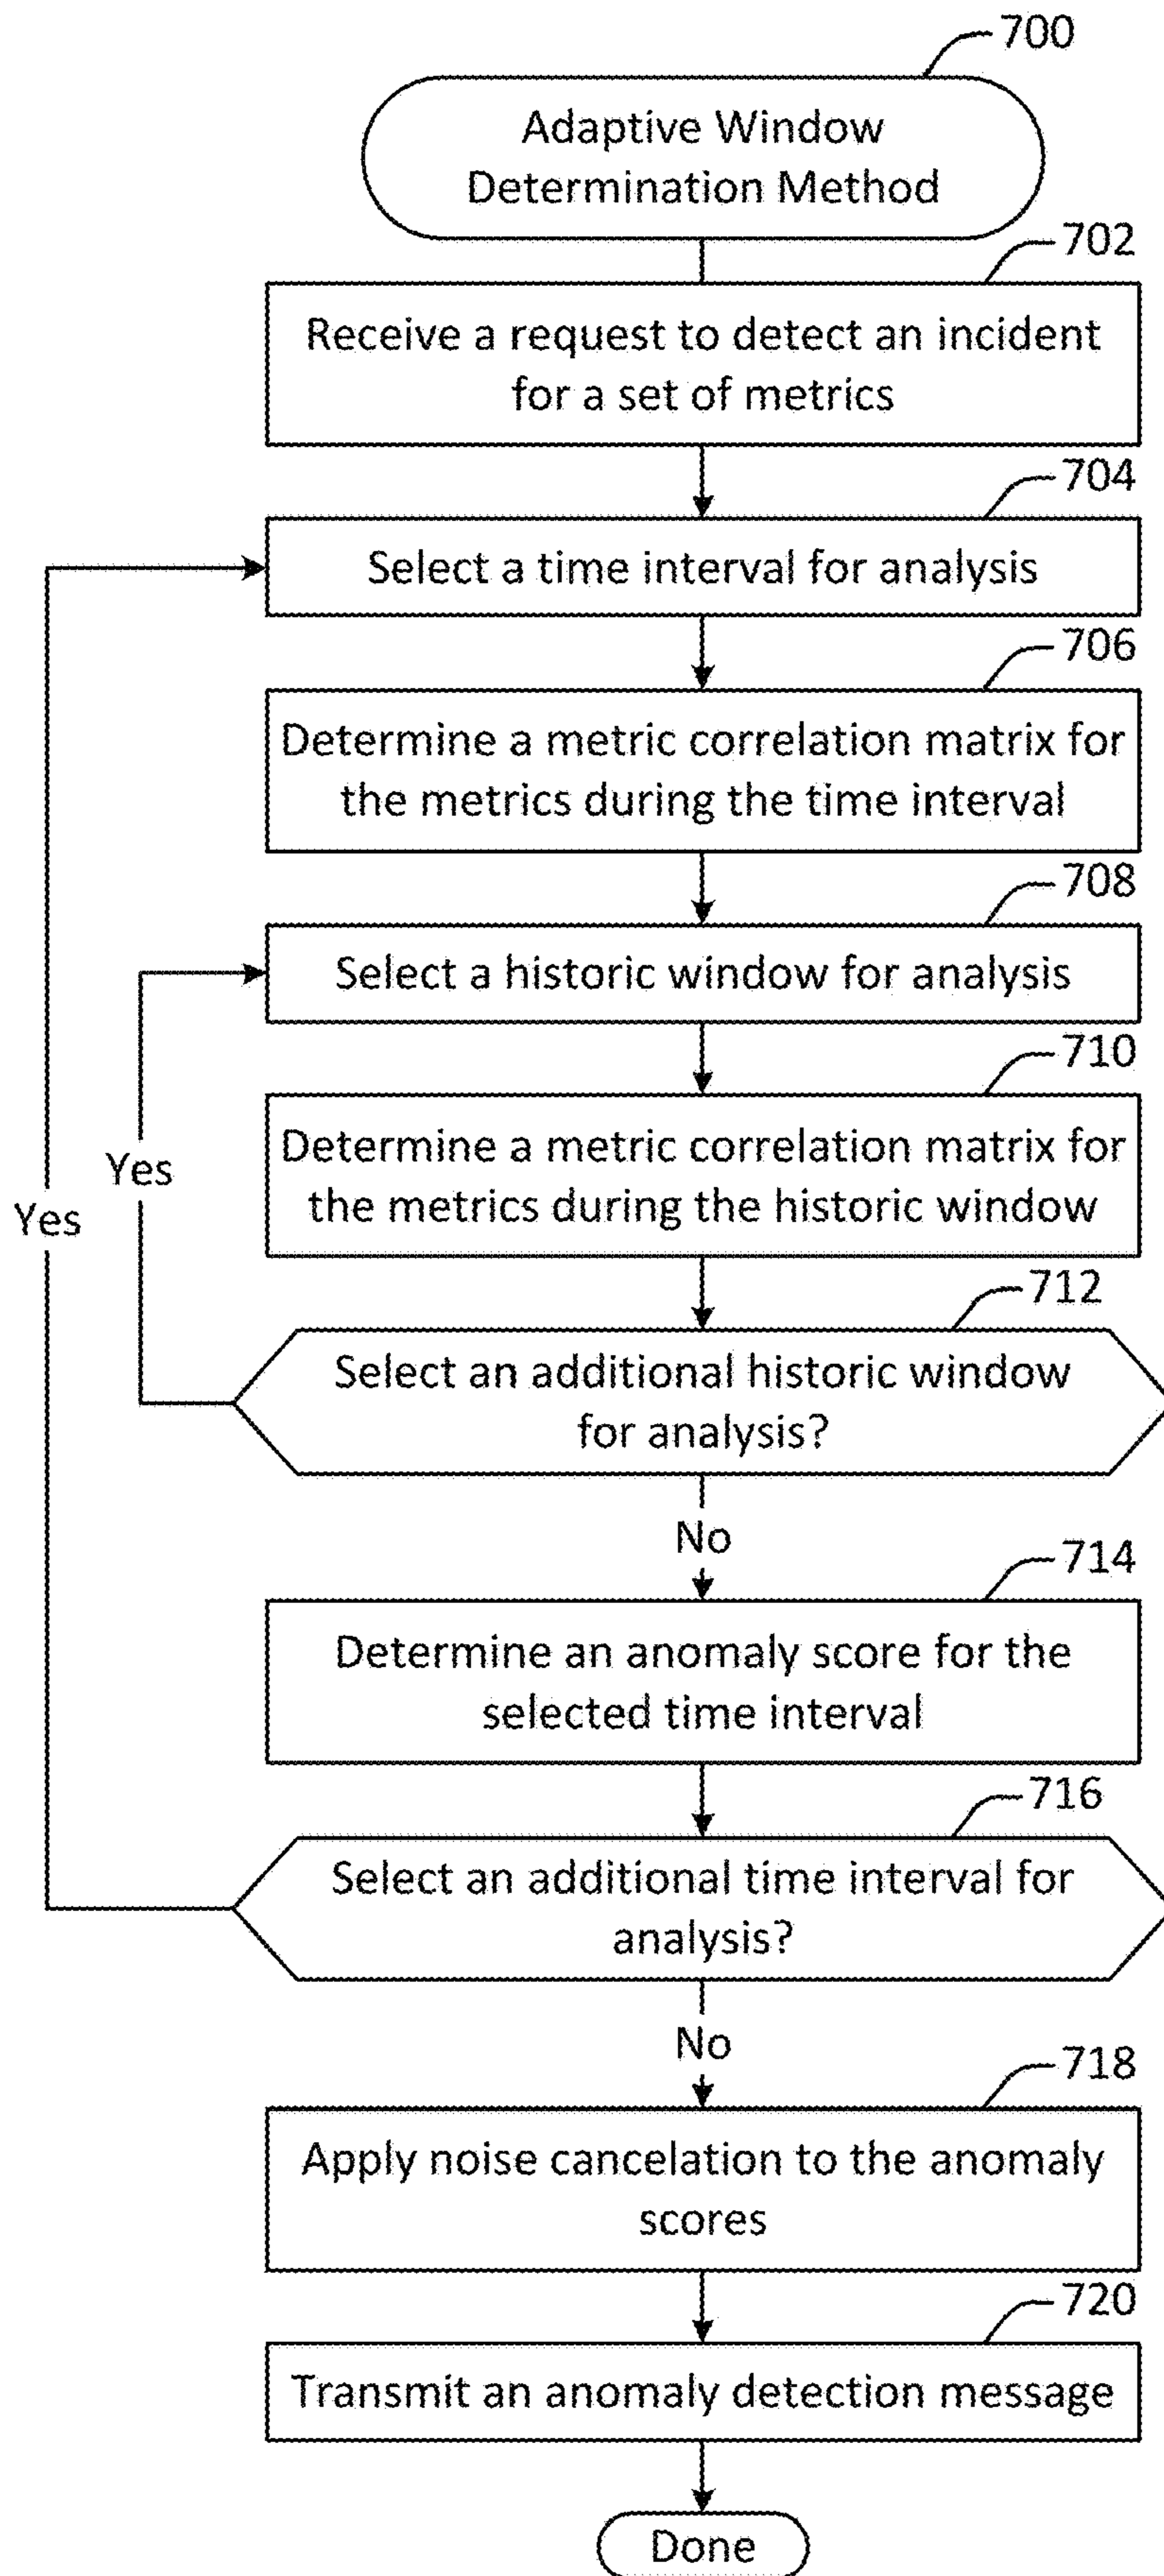 700
Adaptive Window
Determination Method
702
Receive a request to detect an incident
for a set of metrics
704
Select a time interval for analysis
706
Determine a metric correlation matrix for
the metrics during the time interval
708
Select a historic window for analysis
710
Determine a metric correlation matrix for
the metrics during the historic window
Yes
Yes
712
Select an additional historic window
for analysis?
No
714
Determine an anomaly score for the
selected time interval
716
Select an additional time interval for
analysis?
No
718
Apply noise cancelation to the anomaly
scores
720
Transmit an anomaly detection message
Done